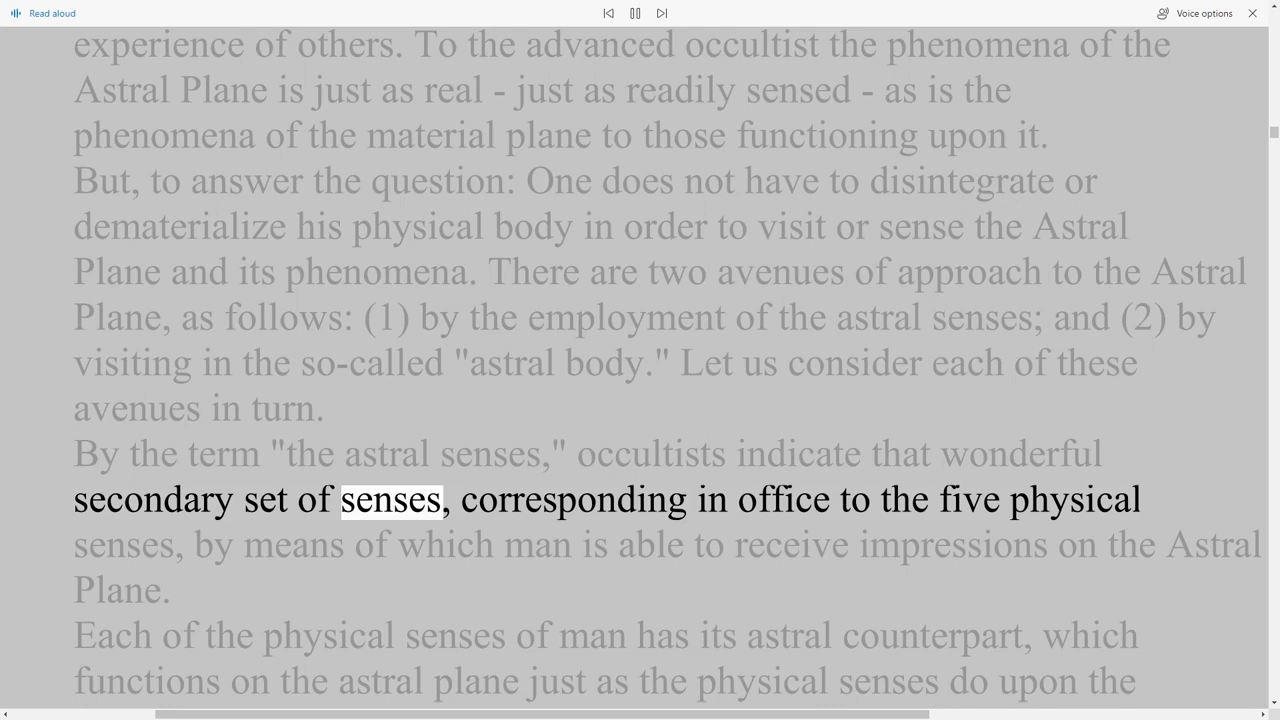 Read aloud
Voice options
experience of others. To the advanced occultist the phenomena of the
Astral Plane is just as real - just as readily sensed - as is the
phenomena of the material plane to those functioning upon it.
But, to answer the question: One does not have to disintegrate or
dematerialize his physical body in order to visit or sense the Astral
Plane and its phenomena. There are two avenues of approach to the Astral
Plane, as follows: (1) by the employment of the astral senses; and (2) by
visiting in the so-called "astral body." Let us consider each of these
avenues in turn.
By the term "the astral senses," occultists indicate that wonderful
secondary set of senses, corresponding in office to the five physical
senses, by means of which man is able to receive impressions on the Astral
Plane.
Each of the physical senses of man has its astral counterpart, which
functions on the astral plane just as the physical senses do upon the